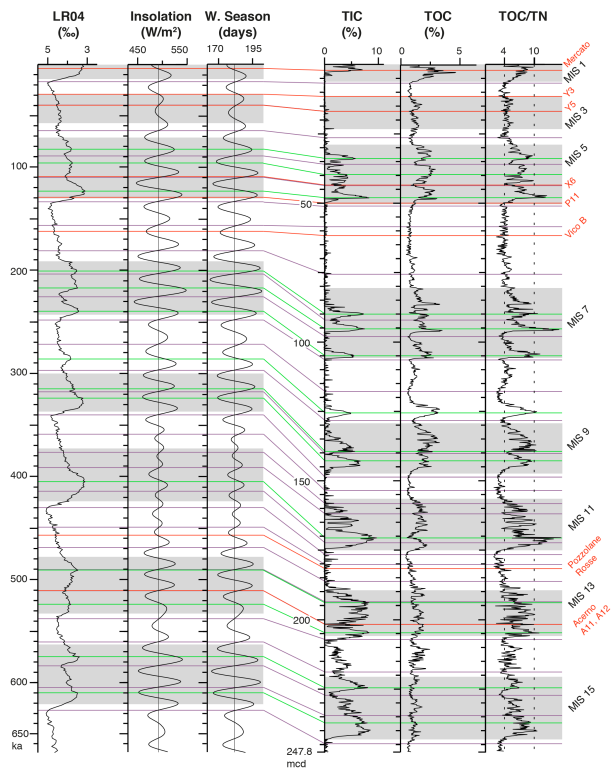 LR04 Insolation W. Season TIC TOC TOC/TN
(‰) (W/m²) (days) (%) (%)
5 3 450 550 170 195 0 10 0 5 4 10
Mercato
MIS 1
Y3
Y5
MIS 3
MIS 5
100
X6
P11
50
Vico B
200
MIS 7
100
300
MIS 9
400
150
MIS 11
Pozzolane
Rosse
500
MIS 13
200
Acerno
A11, A12
600
MIS 15
650
ka
247.8
mcd